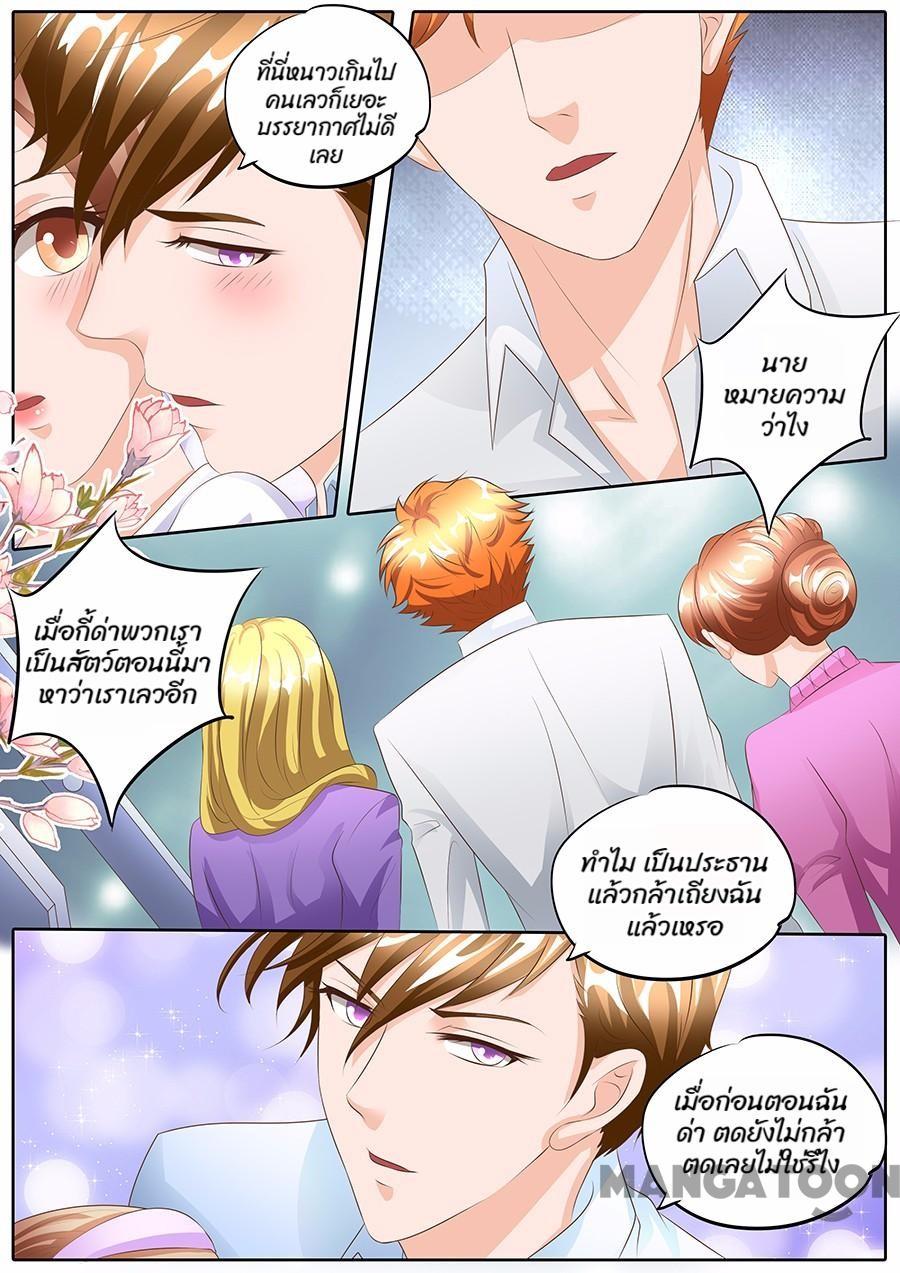 ที่นี่หนาวเกินไป
คนเลวก็เยอะ
บรรยากาศไม่ดี
เลย
นาย
หมายความ
ว่าไง
เมื่อกี้ด่าพวกเรา
เป็นสัตว์ตอนนี้มา
หาว่าเราเลวอีก
ทำไม เป็นประธาน
แล้วกล้าเถียงฉัน
แล้วเหรอ
เมื่อก่อนตอนฉัน
ด่า ตดยังไม่กล้า
ตดเลยไม่ใช่รึไง
MANGATOON